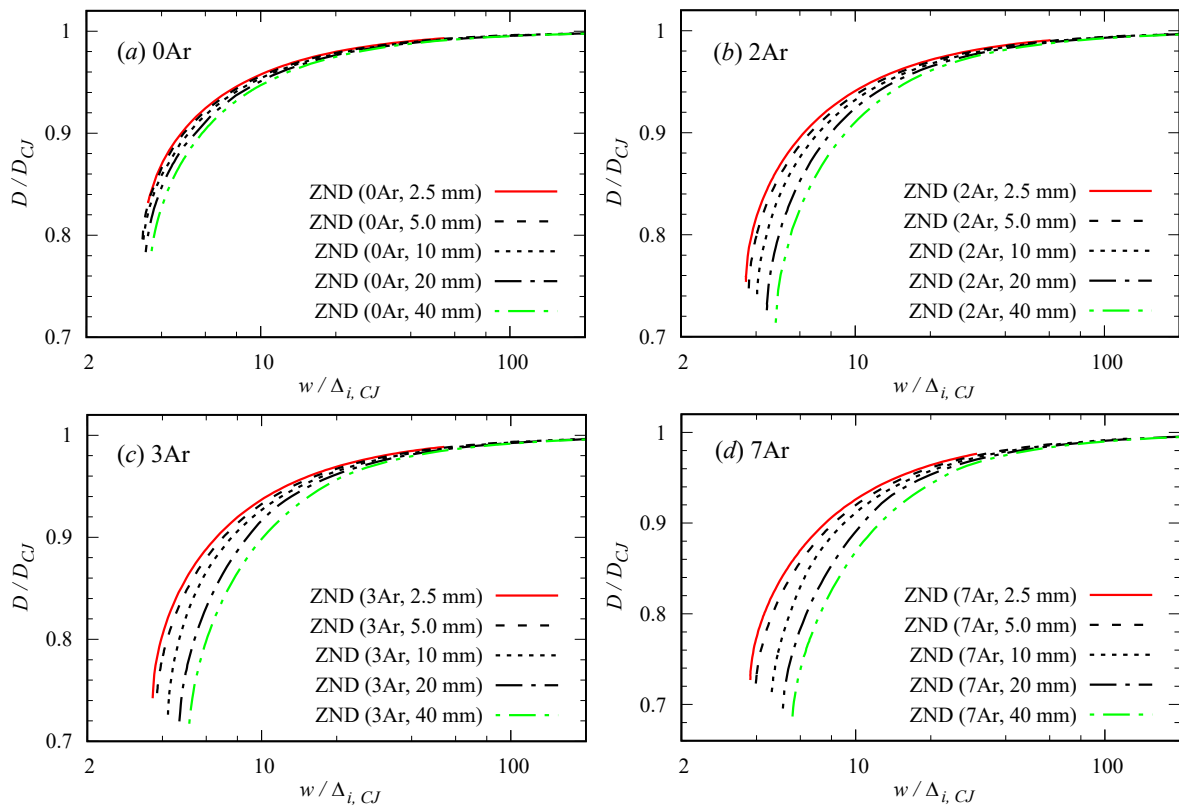 (a) 0Ar
D / D_CJ
1
0.9
0.8
0.7
ZND (0Ar, 2.5 mm)
ZND (0Ar, 5.0 mm)
ZND (0Ar, 10 mm)
ZND (0Ar, 20 mm)
ZND (0Ar, 40 mm)
2
10
100
w / Δ_i, CJ
(b) 2Ar
D / D_CJ
1
0.9
0.8
0.7
ZND (2Ar, 2.5 mm)
ZND (2Ar, 5.0 mm)
ZND (2Ar, 10 mm)
ZND (2Ar, 20 mm)
ZND (2Ar, 40 mm)
2
10
100
w / Δ_i, CJ
(c) 3Ar
D / D_CJ
1
0.9
0.8
0.7
ZND (3Ar, 2.5 mm)
ZND (3Ar, 5.0 mm)
ZND (3Ar, 10 mm)
ZND (3Ar, 20 mm)
ZND (3Ar, 40 mm)
2
10
100
w / Δ_i, CJ
(d) 7Ar
D / D_CJ
1
0.9
0.8
0.7
ZND (7Ar, 2.5 mm)
ZND (7Ar, 5.0 mm)
ZND (7Ar, 10 mm)
ZND (7Ar, 20 mm)
ZND (7Ar, 40 mm)
2
10
100
w / Δ_i, CJ